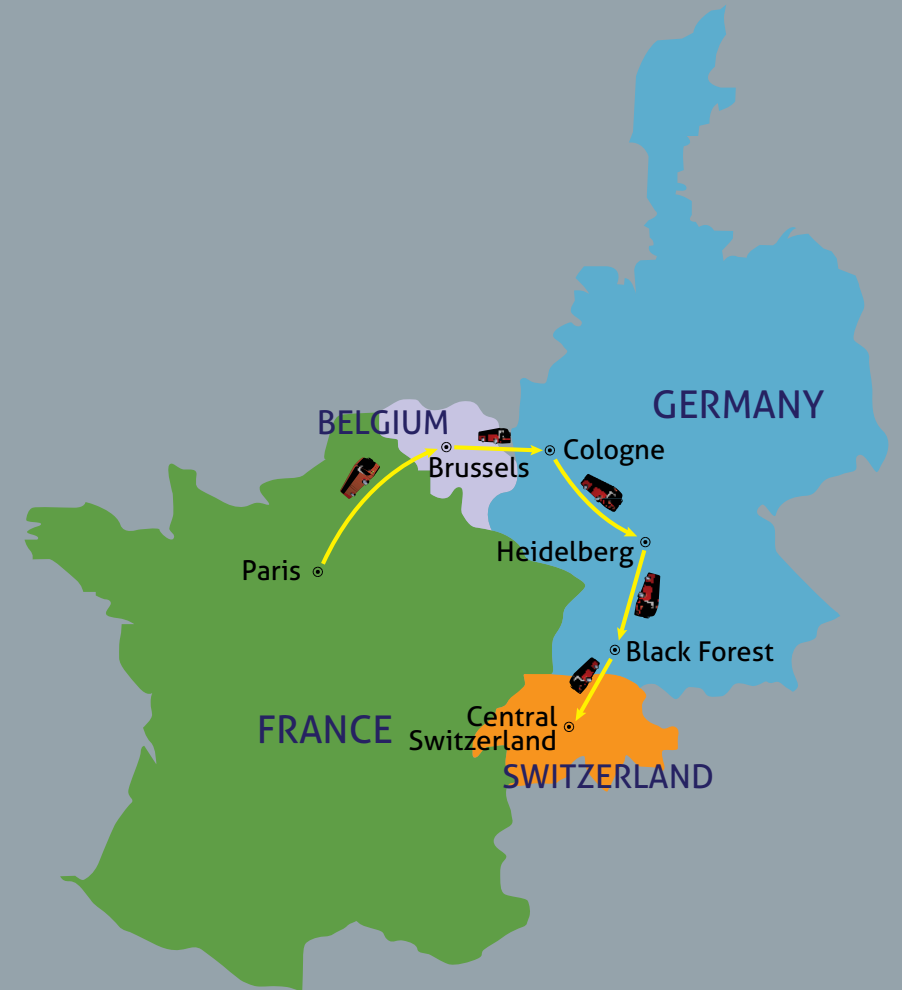 GERMANY
BELGIUM
Cologne
Brussels
Heidelberg
Paris
Black Forest
Central
Switzerland
FRANCE
SWITZERLAND